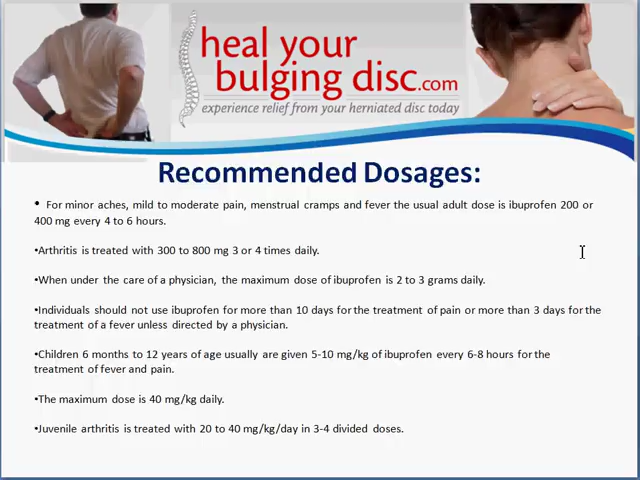 heal your
bulging disc.com
experience relief from your herniated disc today
Recommended Dosages:
• For minor aches, mild to moderate pain, menstrual cramps and fever the usual adult dose is ibuprofen 200 or
400 mg every 4 to 6 hours.
•Arthritis is treated with 300 to 800 mg 3 or 4 times daily.
•When under the care of a physician, the maximum dose of ibuprofen is 2 to 3 grams daily.
•Individuals should not use ibuprofen for more than 10 days for the treatment of pain or more than 3 days for the
treatment of a fever unless directed by a physician.
•Children 6 months to 12 years of age usually are given 5-10 mg/kg of ibuprofen every 6-8 hours for the
treatment of fever and pain.
•The maximum dose is 40 mg/kg daily.
•Juvenile arthritis is treated with 20 to 40 mg/kg/day in 3-4 divided doses.